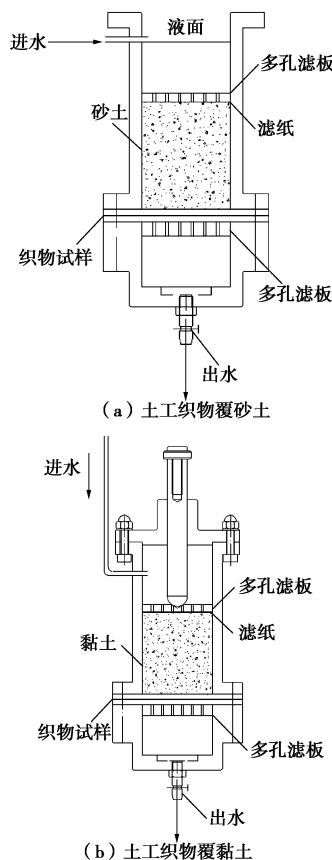 液面
进水
多孔滤板
滤纸
砂土
织物试样
多孔滤板
出水
(a)土工织物覆砂土
进水
多孔滤板
滤纸
黏土
织物试样
多孔滤板
出水
(b)土工织物覆黏土